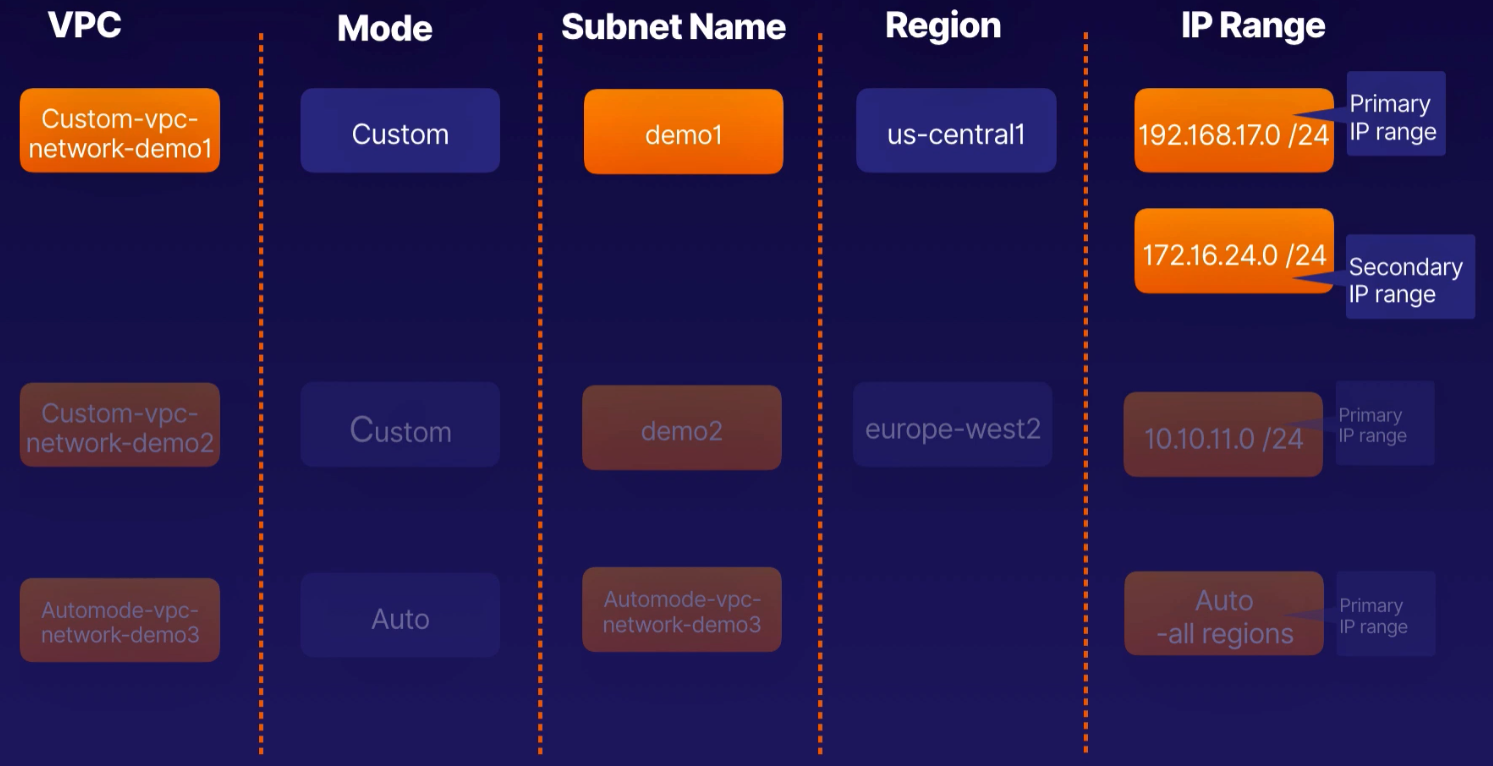 VPC
Mode
Subnet Name
Region
IP Range
Custom-vpc-
network-demo1
Custom
demo1
us-central1
192.168.17.0 /24
Primary
IP range
172.16.24.0 /24
Secondary
IP range
Custom-vpc-
network-demo2
Custom
demo2
europe-west2
10.10.11.0 /24
Primary
IP range
Automode-vpc-
network-demo3
Auto
Automode-vpc-
network-demo3
Auto
-all regions
Primary
IP range